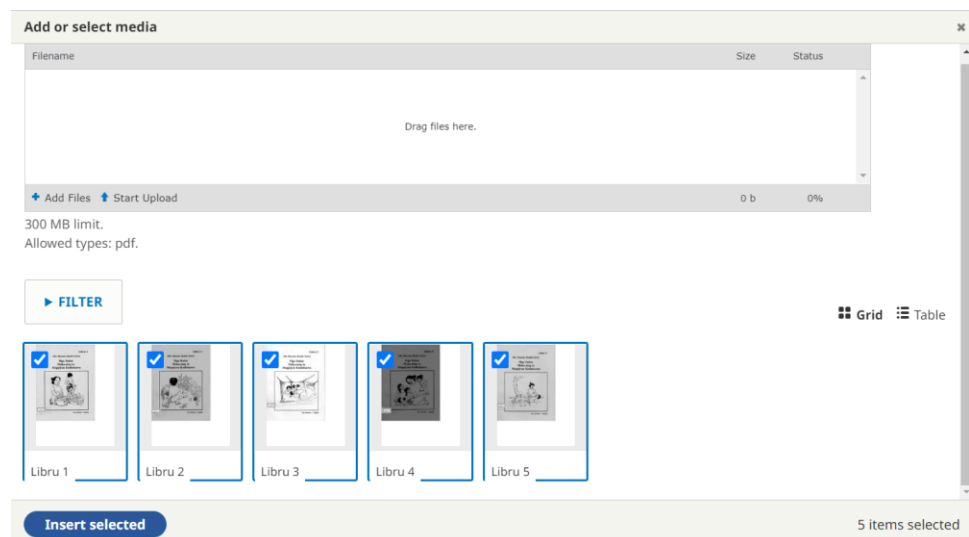 Add or select media
Filename Size Status
Drag files here.
Add Files Start Upload 0 b 0%
300 MB limit.
Allowed types: pdf.
FILTER
Grid Table
Libru 1 Libru 2 Libru 3 Libru 4 Libru 5
Insert selected 5 items selected